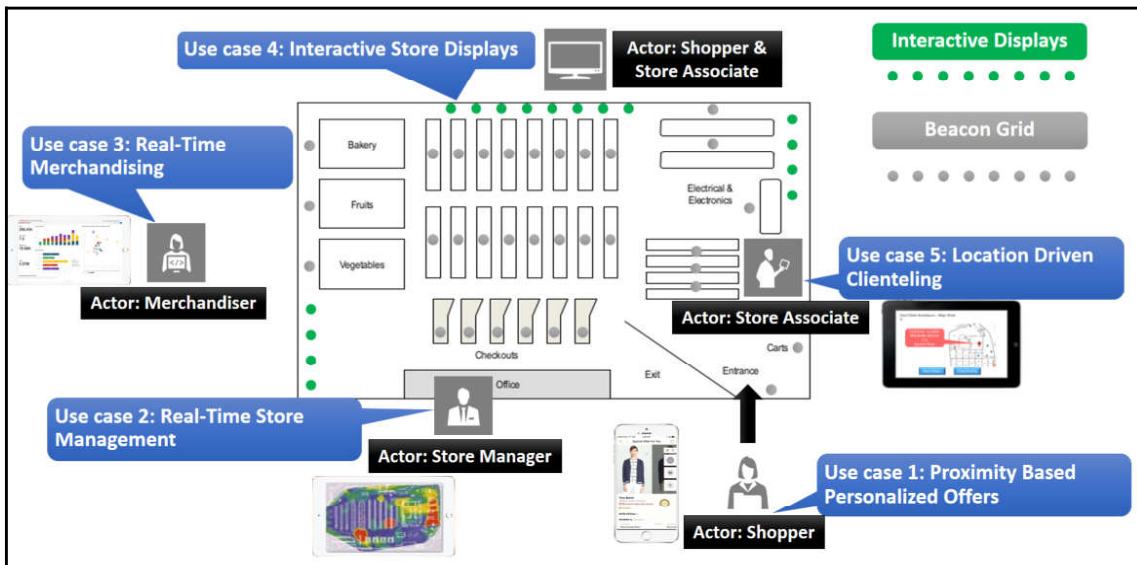 Use case 4: Interactive Store Displays
Actor: Shopper &
Store Associate
Interactive Displays
Beacon Grid
Use case 3: Real-Time
Merchandising
Actor: Merchandiser
Bakery
Fruits
Vegetables
Electrical &
Electronics
Use case 5: Location Driven
Clienteling
Actor: Store Associate
Checkouts
Carts
Entrance
Exit
Office
Use case 2: Real-Time Store
Management
Actor: Store Manager
Use case 1: Proximity Based
Personalized Offers
Actor: Shopper